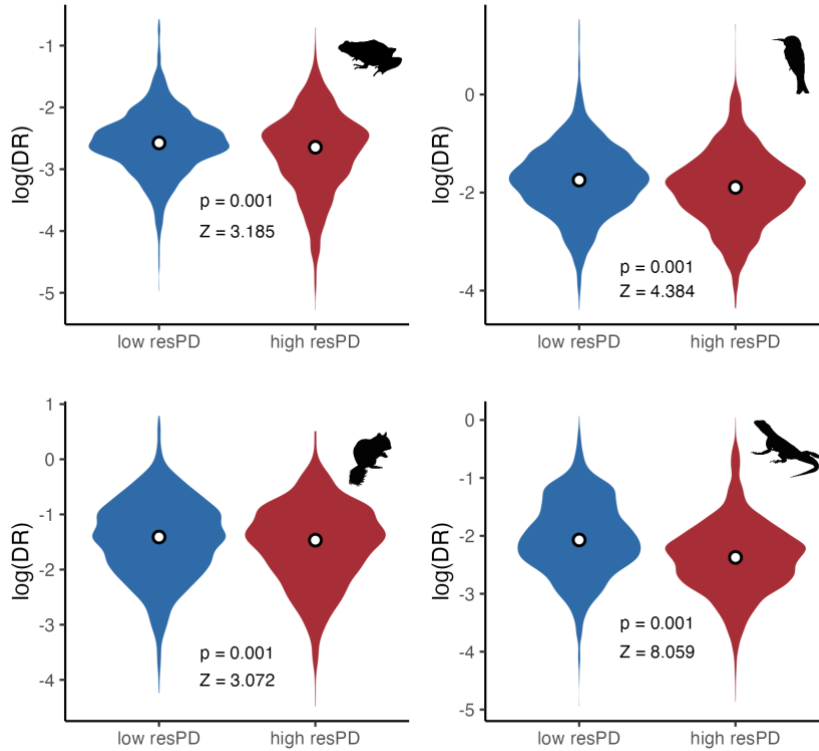 log(DR)
-1
-2
-3
-4
-5
p = 0.001
Z = 3.185
low resPD
high resPD
log(DR)
0
-2
-4
p = 0.001
Z = 4.384
low resPD
high resPD
log(DR)
1
0
-1
-2
-3
-4
p = 0.001
Z = 3.072
low resPD
high resPD
log(DR)
0
-1
-2
-3
-4
-5
p = 0.001
Z = 8.059
low resPD
high resPD